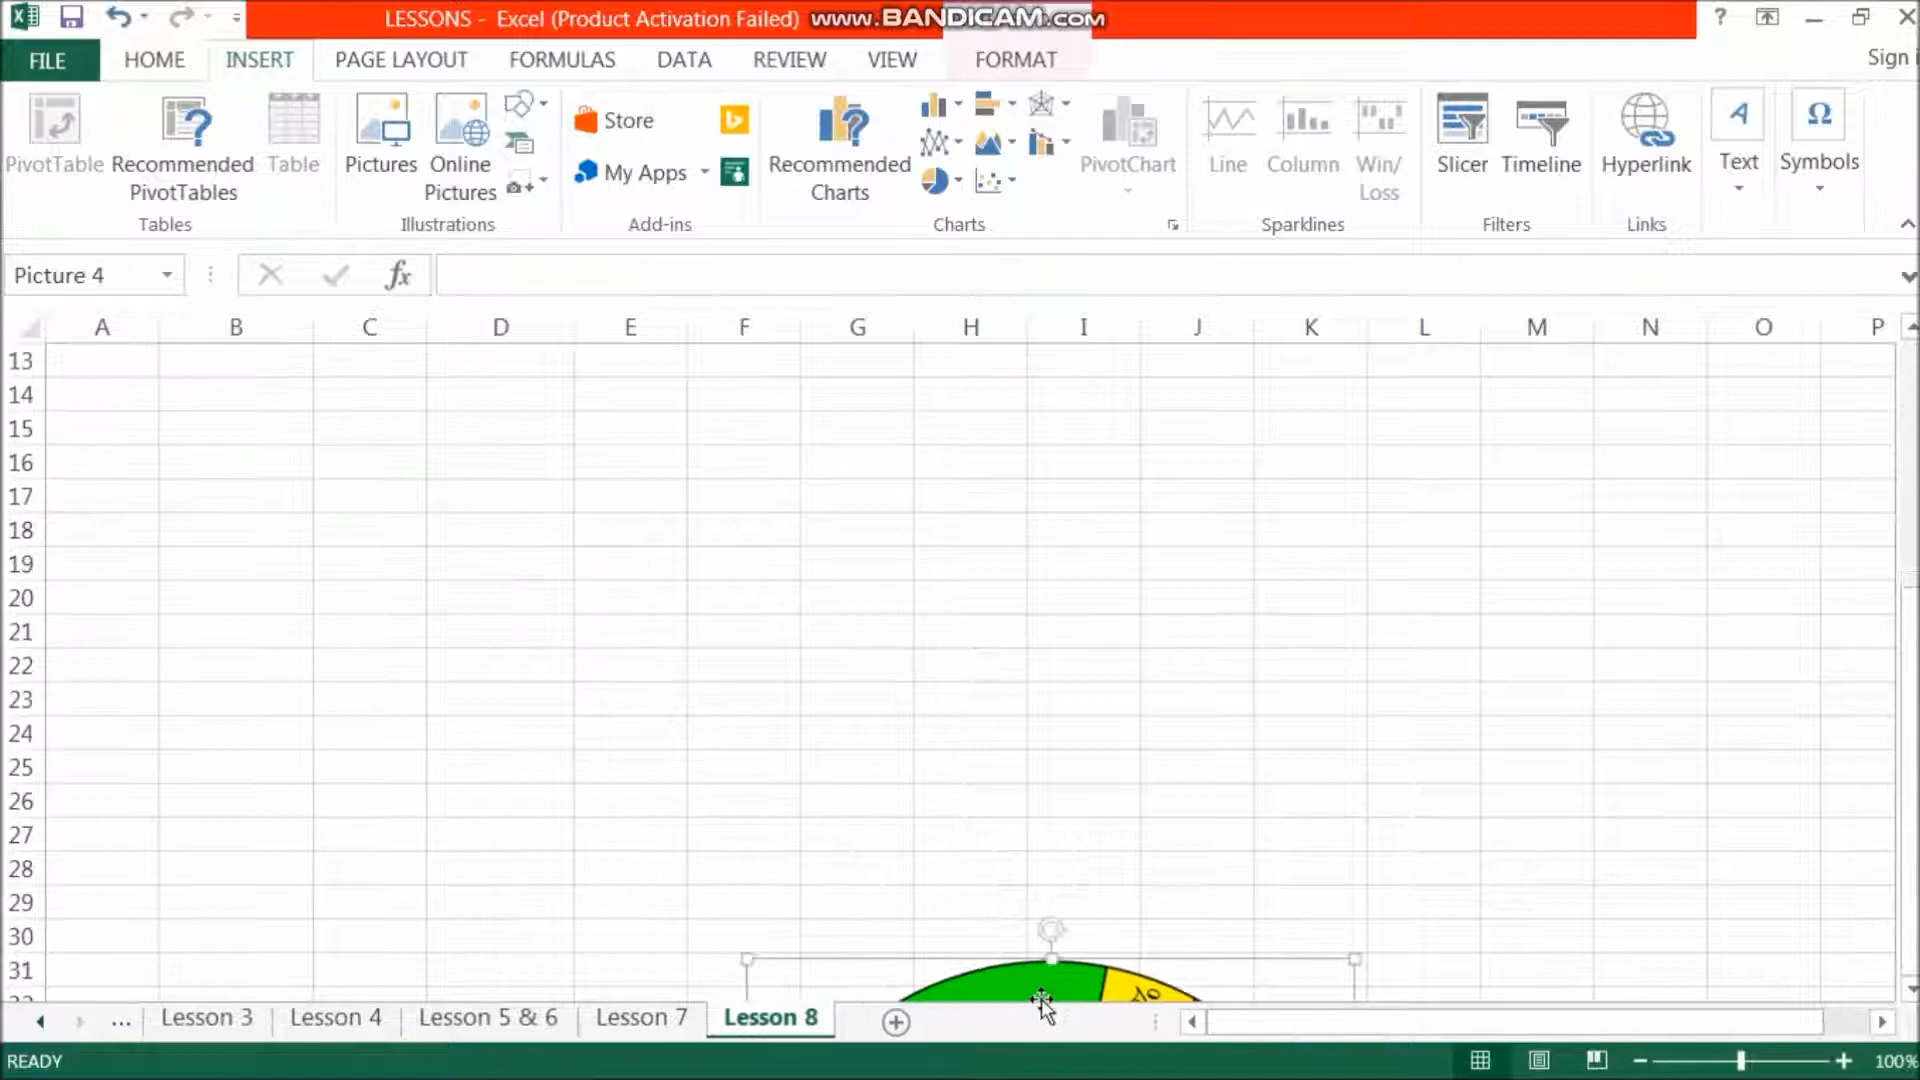 LESSONS - Excel (Product Activation Failed) www.BANDICAM.com ?
FILE HOME INSERT PAGE LAYOUT FORMULAS DATA REVIEW VIEW FORMAT Sign
PivotTable
Recommended
PivotTables
Table
Tables
Pictures
Online
Pictures
Illustrations
Store
My Apps
Add-ins
Recommended
Charts
PivotChart
Charts
Line
Column
Win/
Loss
Sparklines
Slicer
Timeline
Filters
Hyperlink
Links
A
Text
Ω
Symbols
Picture 4 fx
A B C D E F G H I J K L M N O P
13
14
15
16
17
18
19
20
21
22
23
24
25
26
27
28
29
30
31
%
... Lesson 3 Lesson 4 Lesson 5 & 6 Lesson 7 Lesson 8
READY 100%